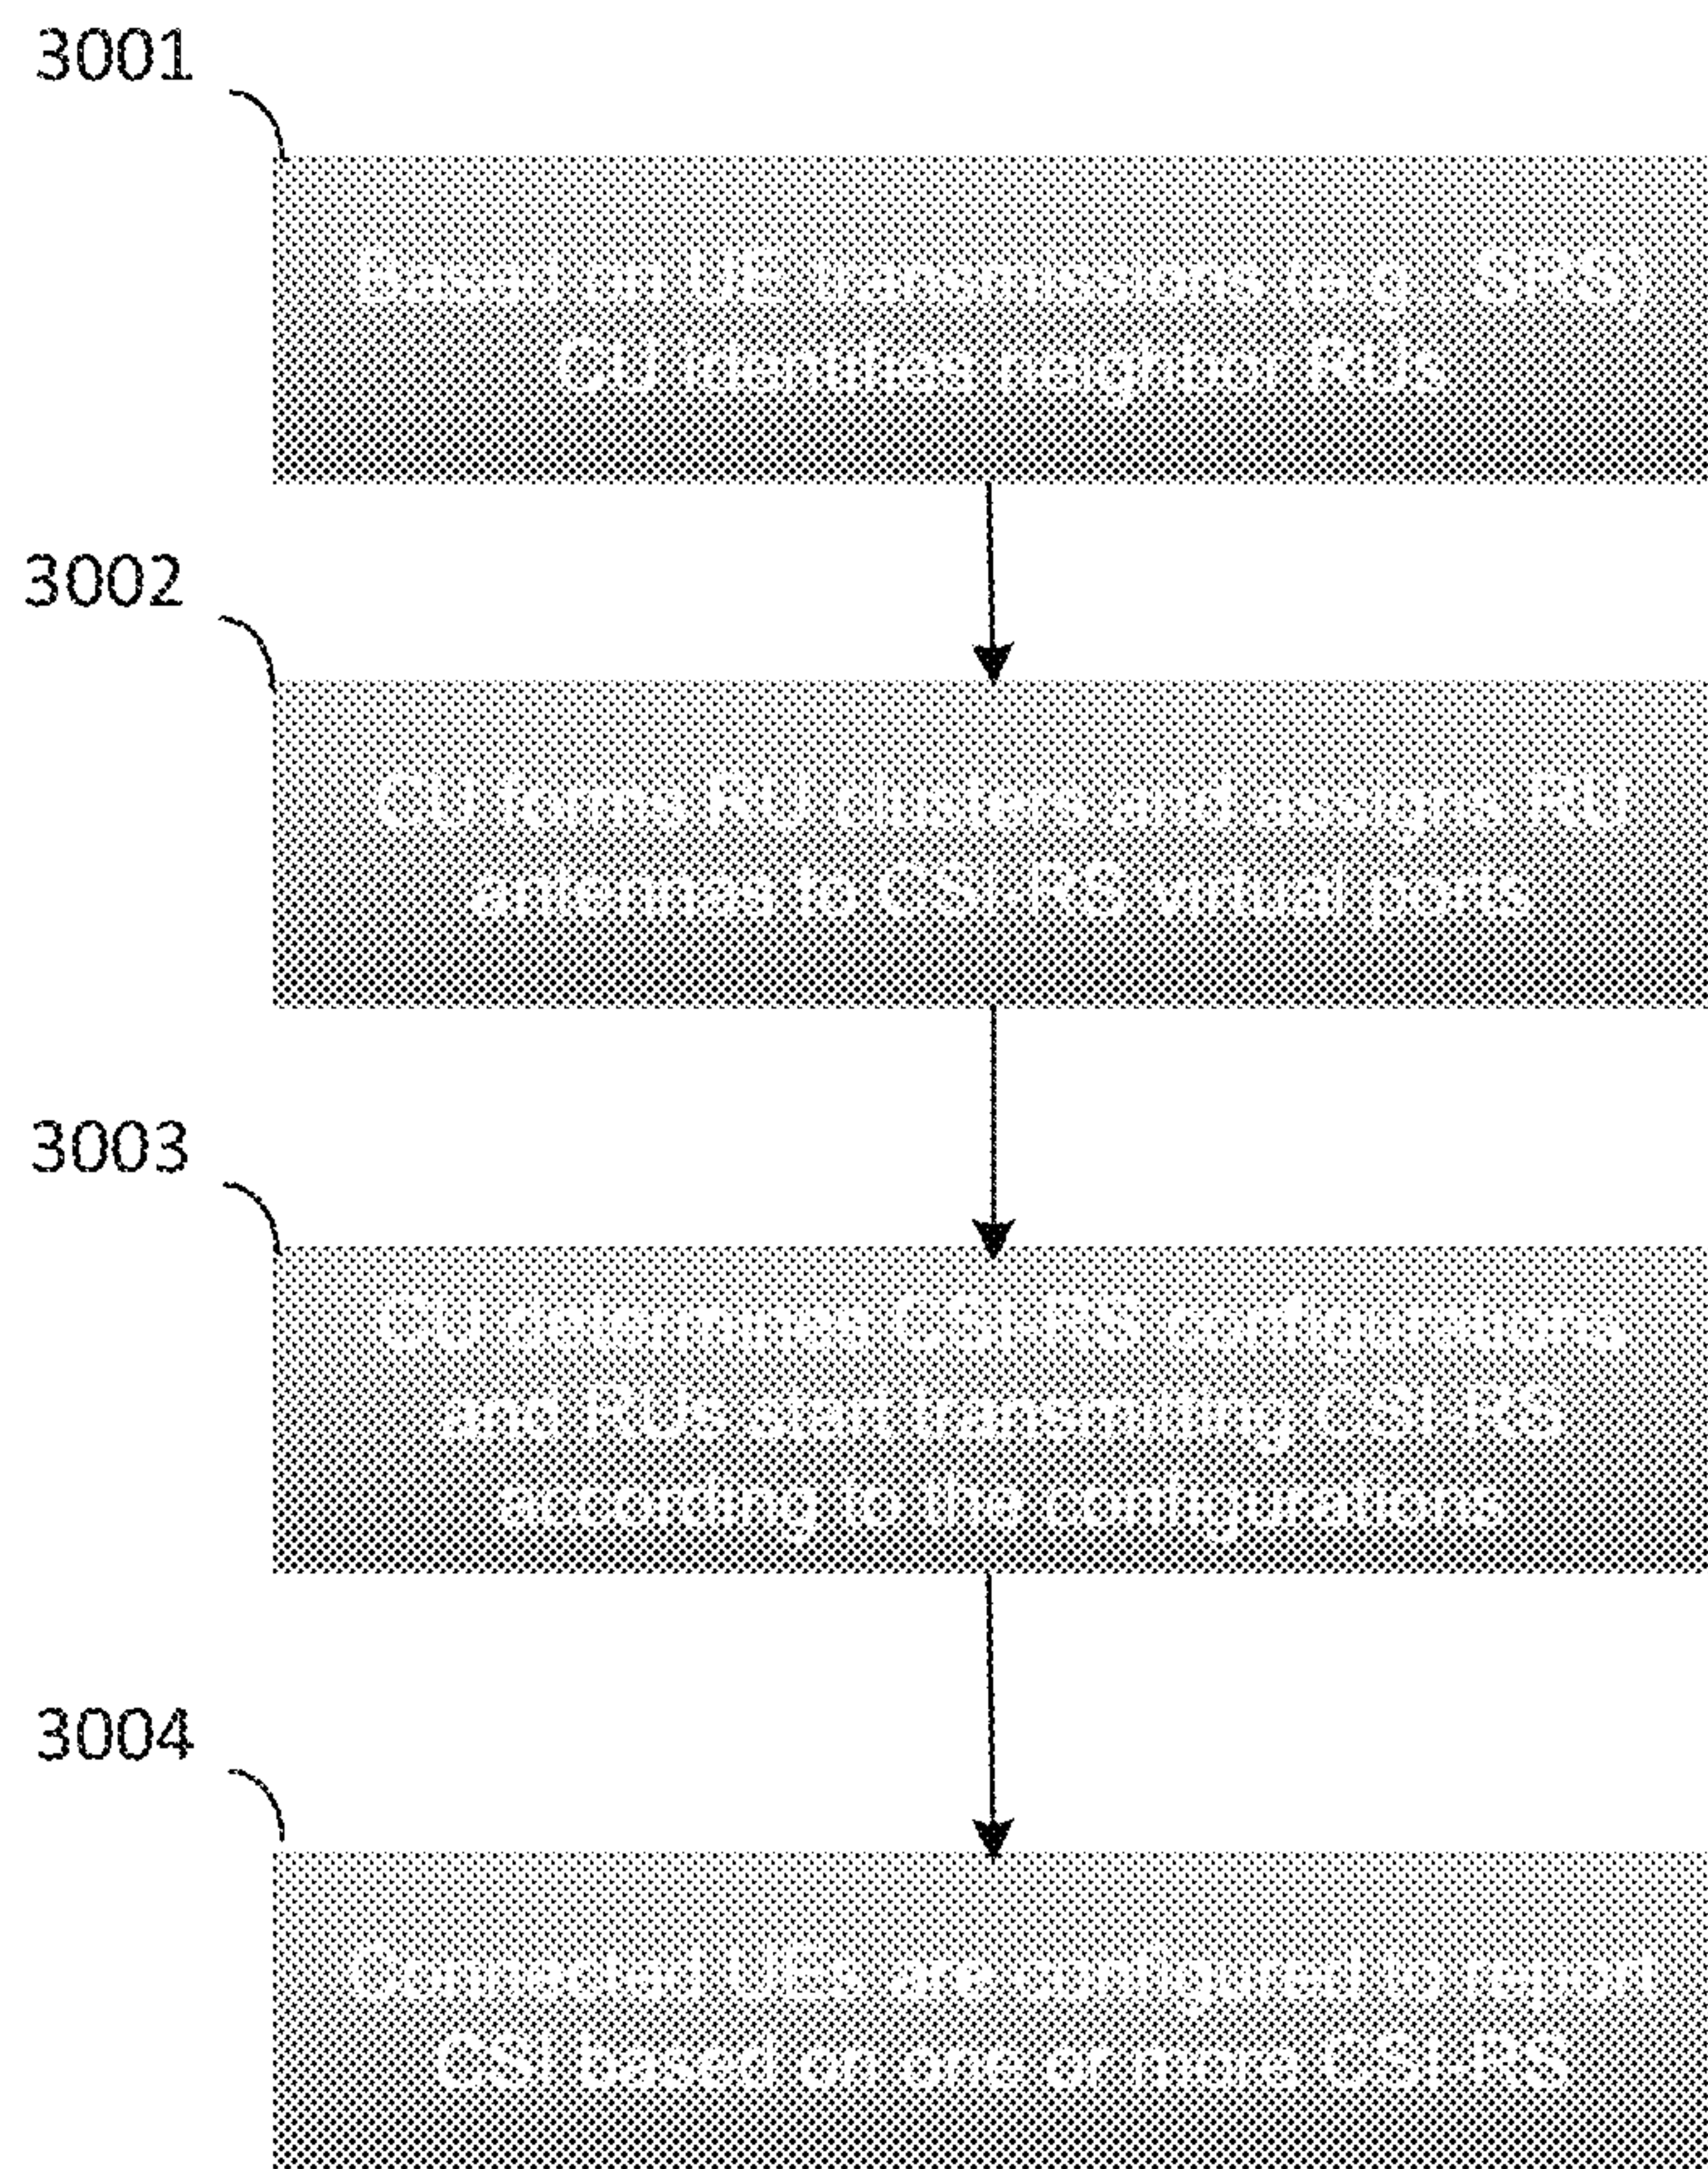 3001
Based on UE transmissions (e.g., SRS)
CU identifies neighbor RUs
3002
CU forms RU clusters and assigns RU
antennas to CSI-RS virtual ports
3003
CU determines CSI-RS configurations
and RUs start transmitting CSI-RS
according to the configurations
3004
Connected UEs are configured to report
CSI based on one or more CSI-RS